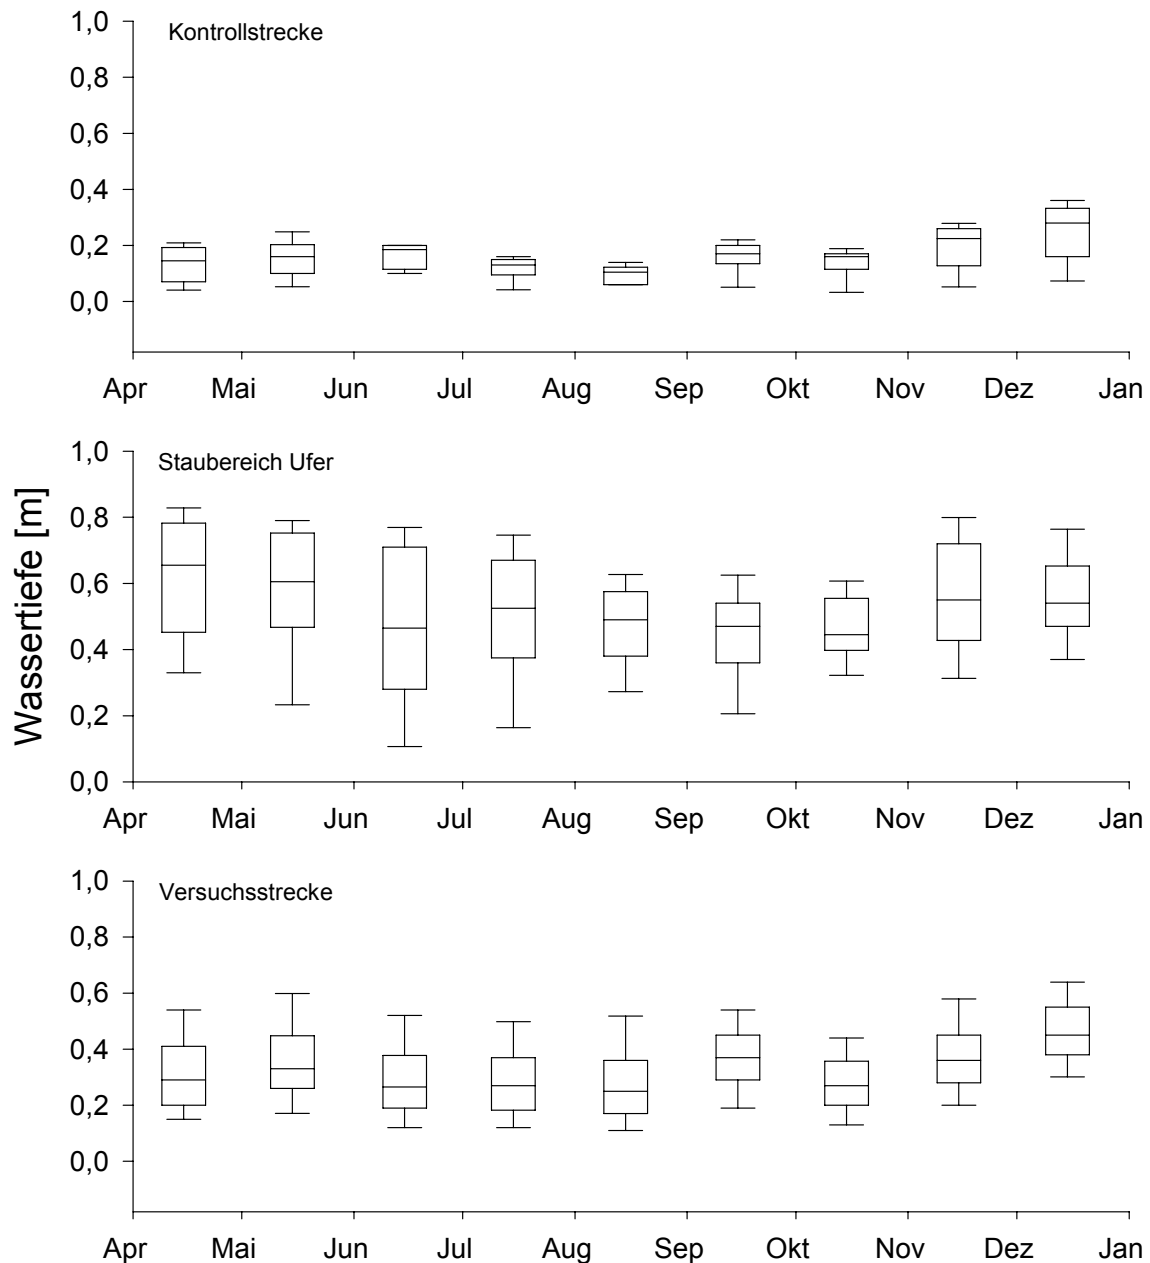 Wassertiefe [m]
Kontrollstrecke
1,0
0,8
0,6
0,4
0,2
0,0
Apr Mai Jun Jul Aug Sep Okt Nov Dez Jan
Staubereich Ufer
1,0
0,8
0,6
0,4
0,2
0,0
Apr Mai Jun Jul Aug Sep Okt Nov Dez Jan
Versuchsstrecke
1,0
0,8
0,6
0,4
0,2
0,0
Apr Mai Jun Jul Aug Sep Okt Nov Dez Jan